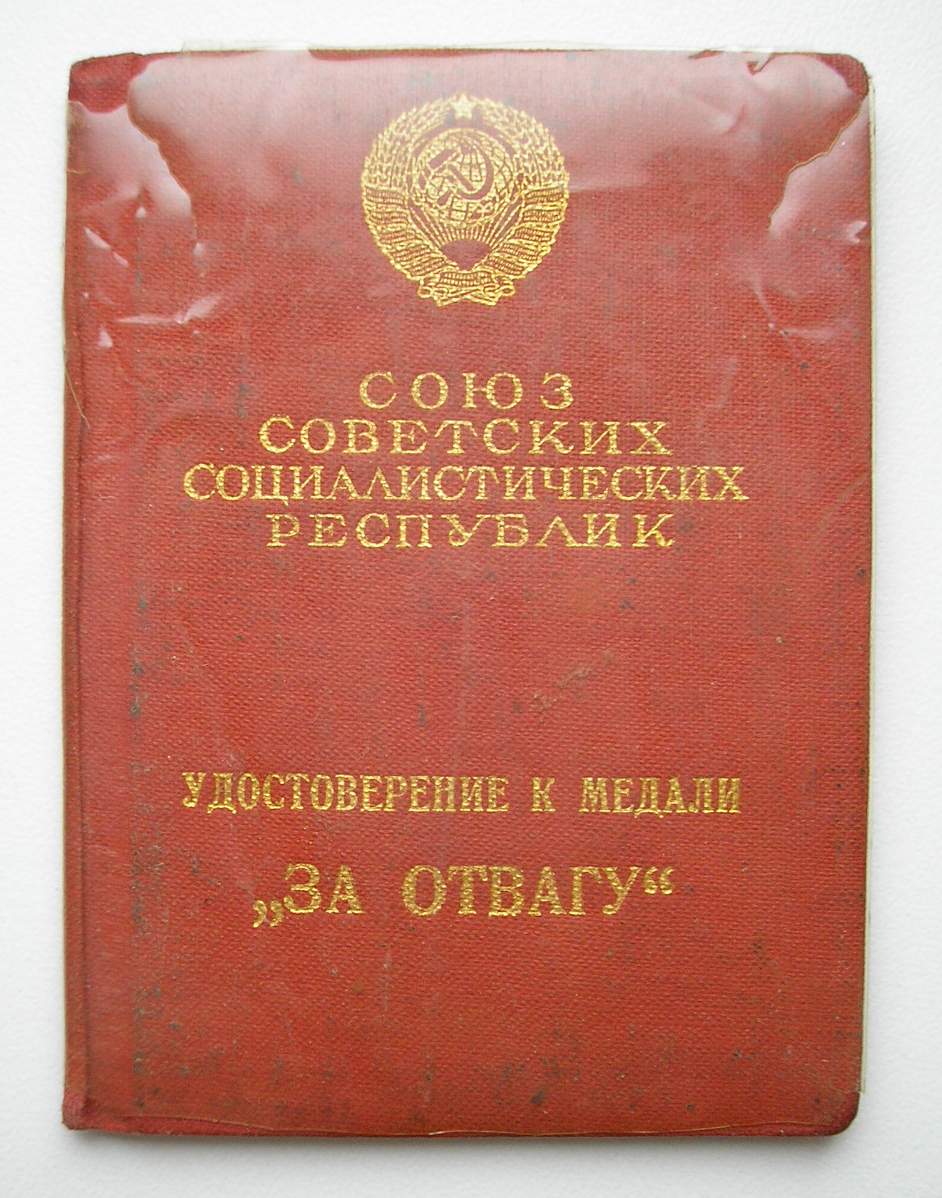 СОЮЗ
СОВЕТСКИХ
СОЦИАЛИСТИЧЕСКИХ
РЕСПУБЛИК
УДОСТОВЕРЕНИЕ К МЕДАЛИ
„ЗА ОТВАГУ“